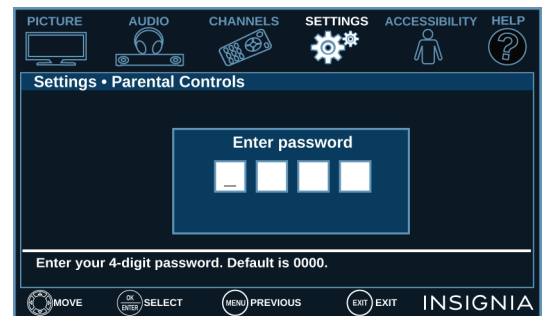 PICTURE AUDIO CHANNELS SETTINGS ACCESSIBILITY HELP
?
Settings • Parental Controls
Enter password
_
Enter your 4-digit password. Default is 0000.
MOVE OK ENTER SELECT MENU PREVIOUS EXIT EXIT INSIGNIA